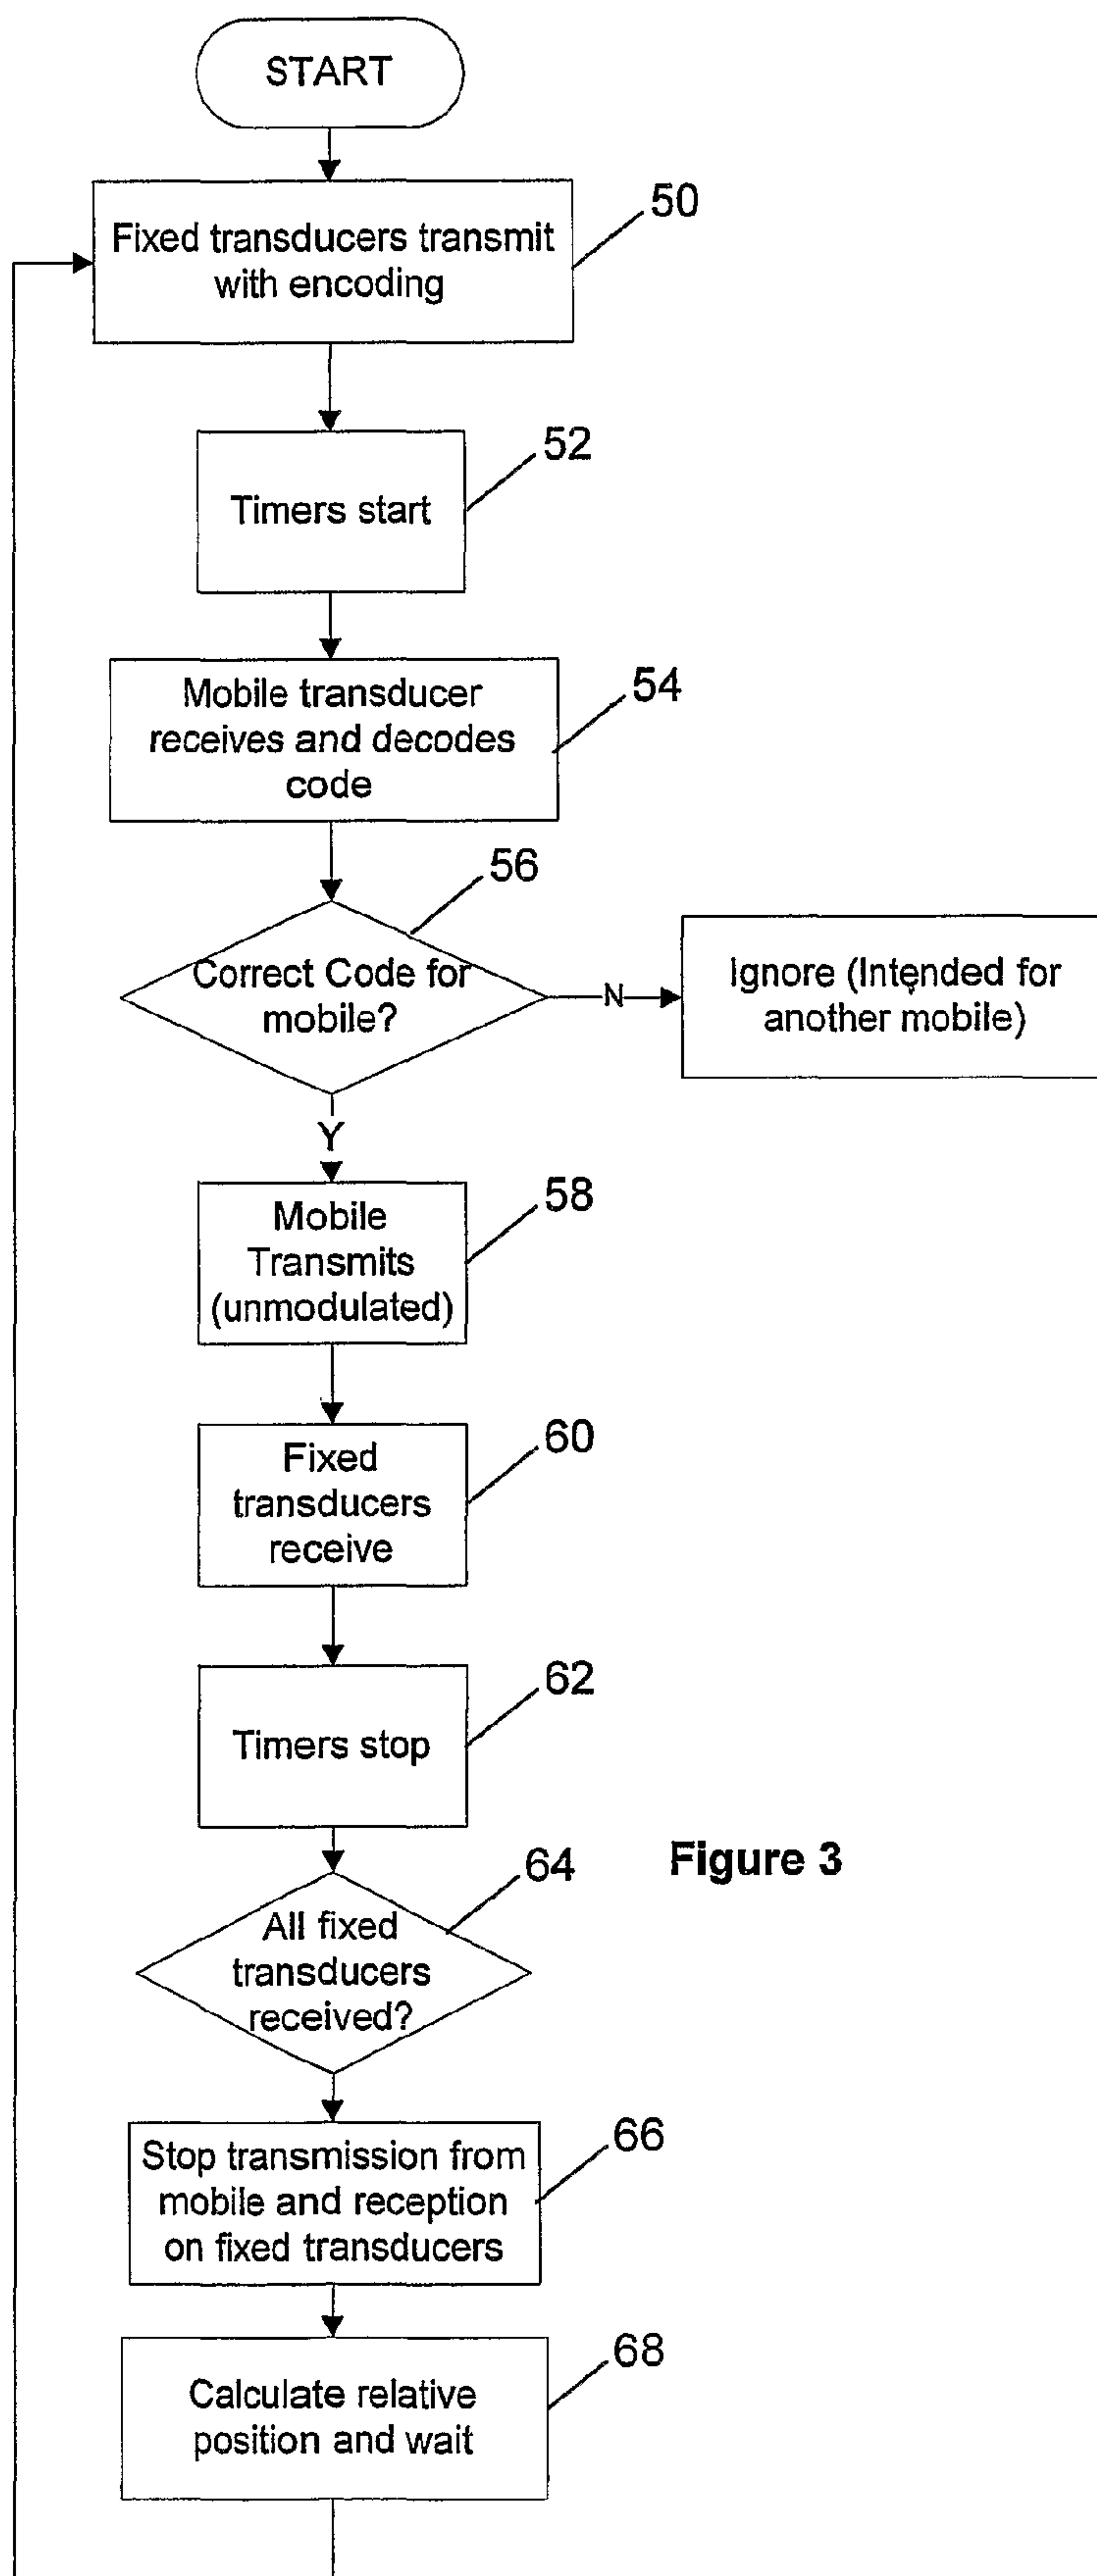 START
50
Fixed transducers transmit
with encoding
52
Timers start
54
Mobile transducer
receives and decodes
code
56
Correct Code for
mobile?
N
Ignore (Intended for
another mobile)
Y
58
Mobile
Transmits
(unmodulated)
60
Fixed
transducers
receive
62
Timers stop
Figure 3
64
All fixed
transducers
received?
66
Stop transmission from
mobile and reception
on fixed transducers
68
Calculate relative
position and wait